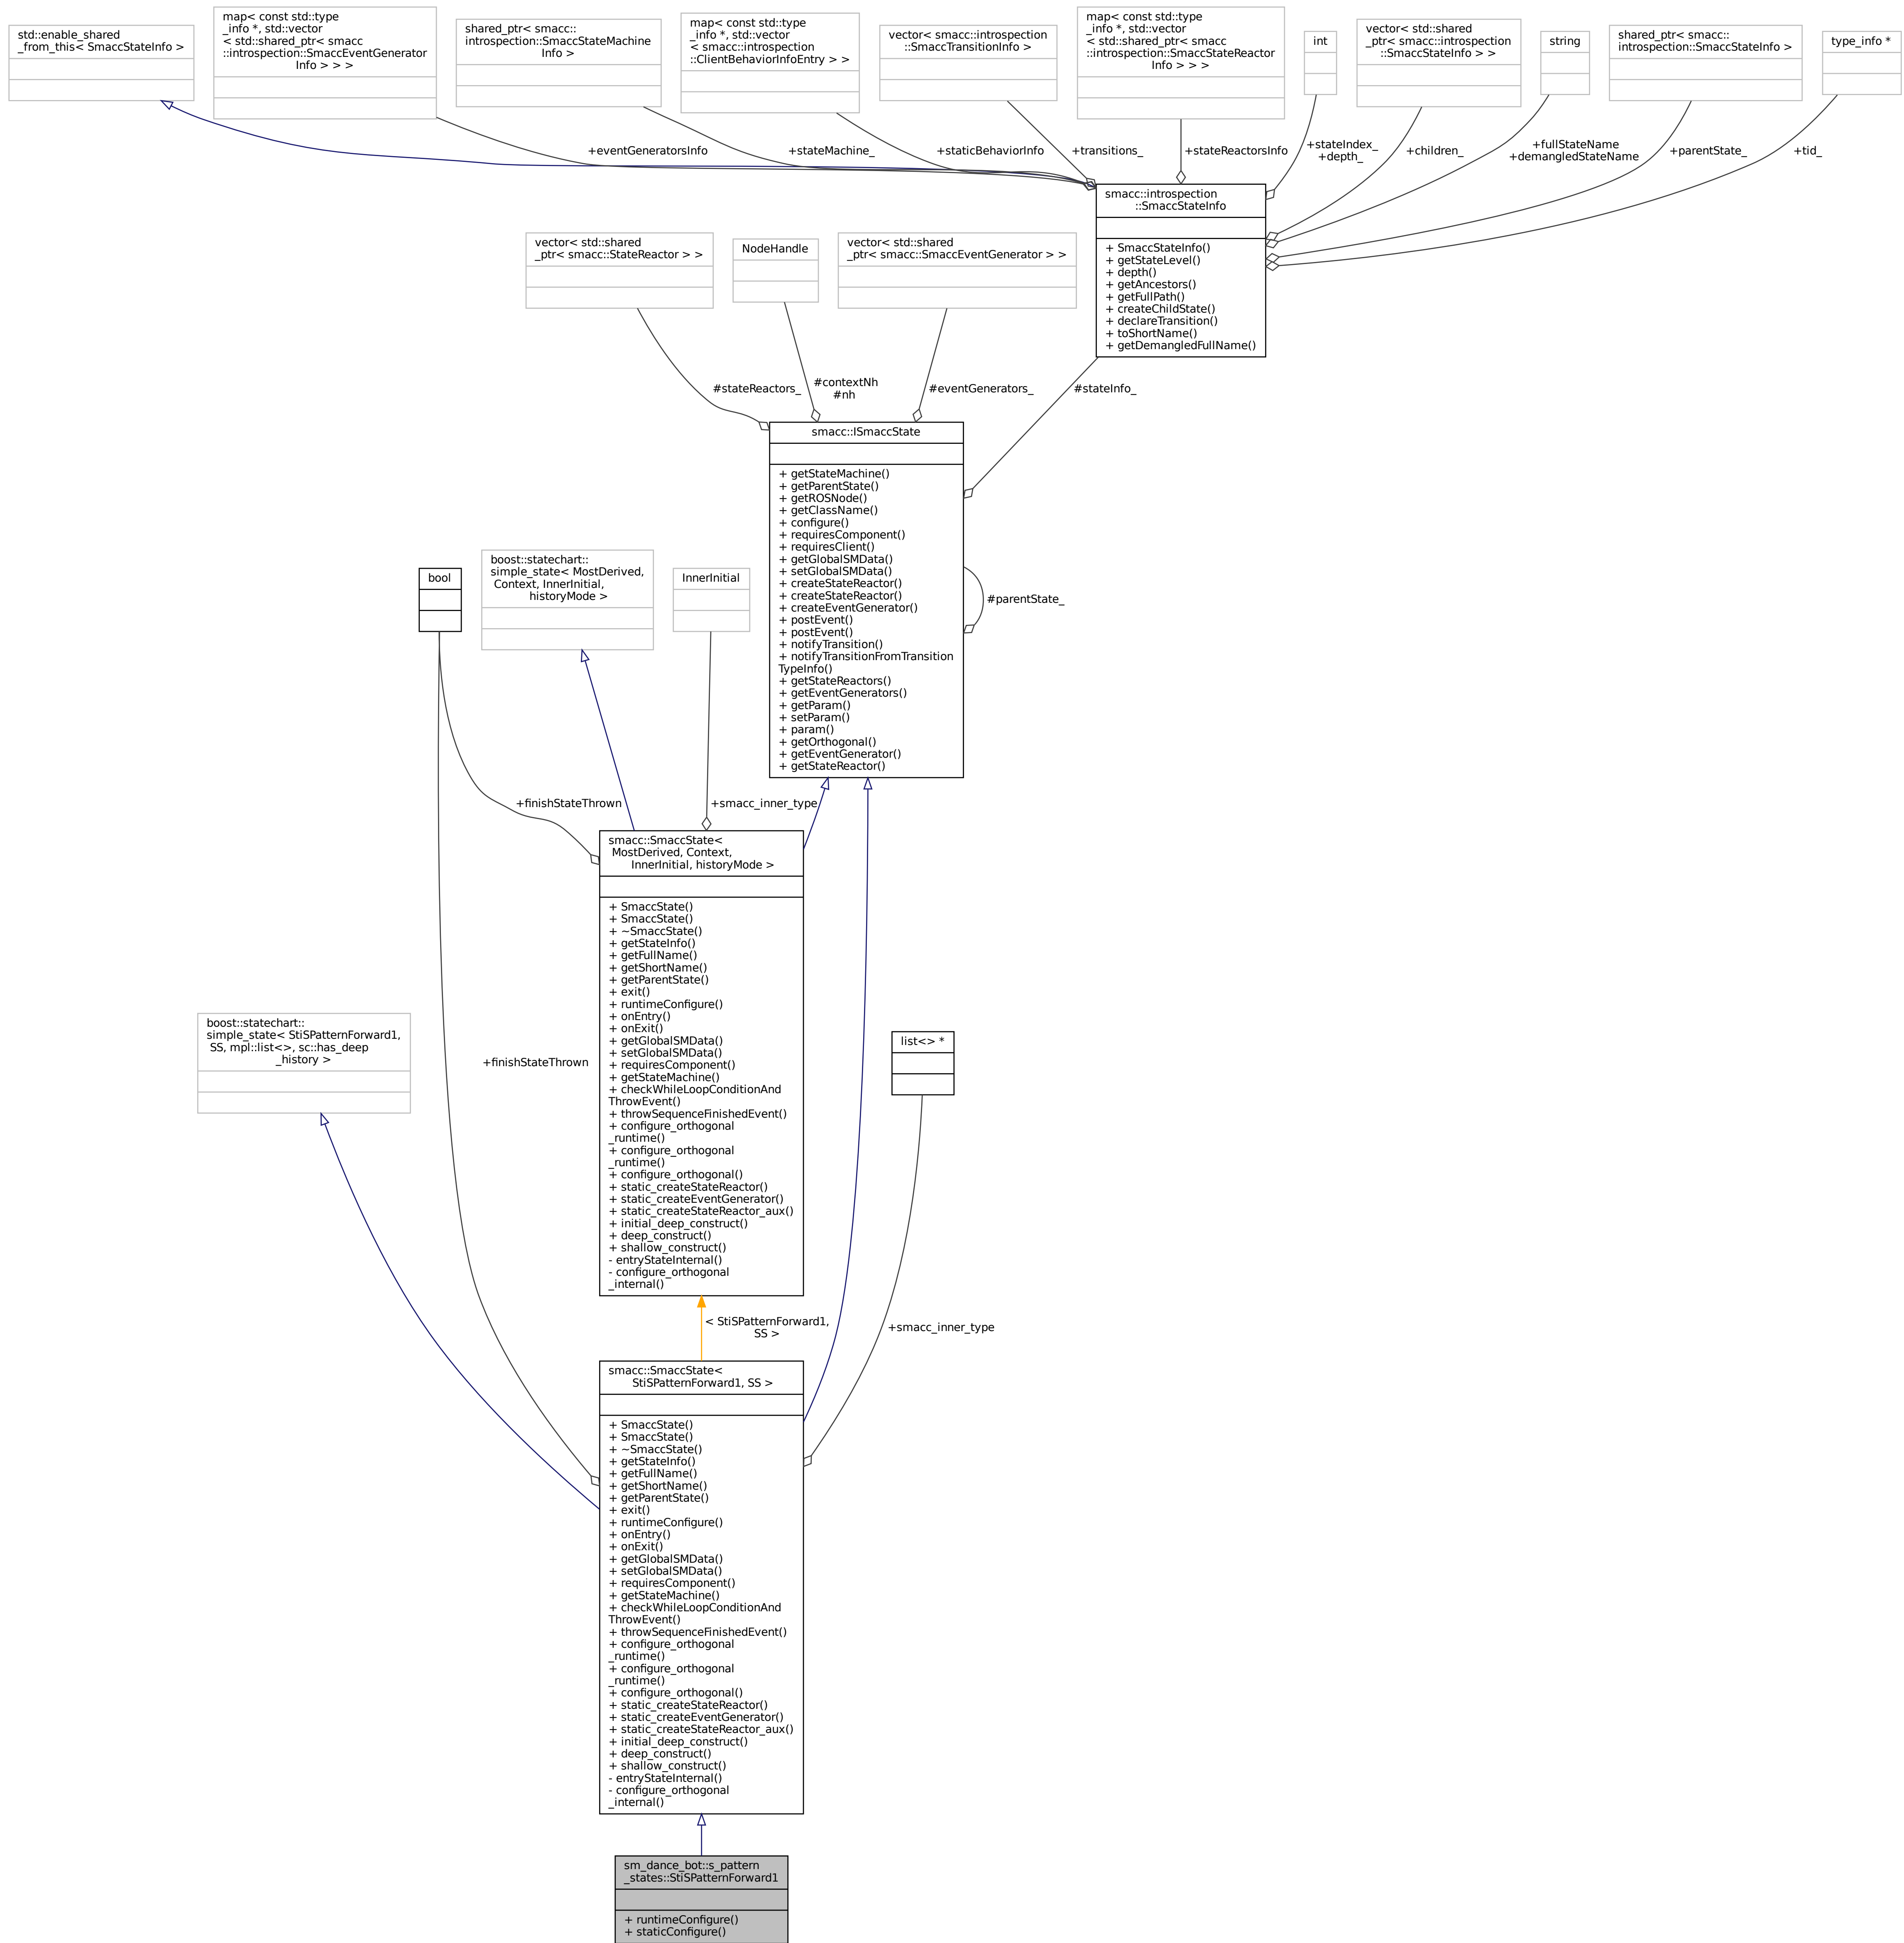 std::enable_shared
_from_this< SmaccStateInfo >
map< const std::type
_info *, std::vector
< std::shared_ptr< smacc
::introspection::SmaccEventGenerator
Info > > >
shared_ptr< smacc::
introspection::SmaccStateMachine
Info >
map< const std::type
_info *, std::vector
< smacc::introspection
::ClientBehaviorInfoEntry > >
vector< smacc::introspection
::SmaccTransitionInfo >
map< const std::type
_info *, std::vector
< std::shared_ptr< smacc
::introspection::SmaccStateReactor
Info > > >
int
vector< std::shared
_ptr< smacc::introspection
::SmaccStateInfo > >
string
shared_ptr< smacc::
introspection::SmaccStateInfo >
type_info *
+eventGeneratorsInfo
+stateMachine_
+staticBehaviorInfo
+transitions_
+stateReactorsInfo
+stateIndex_
+depth_
+children_
+fullStateName
+demangledStateName
+parentState_
+tid_
smacc::introspection
::SmaccStateInfo
+ SmaccStateInfo()
+ getStateLevel()
+ depth()
+ getAncestors()
+ getFullPath()
+ createChildState()
+ declareTransition()
+ toShortName()
+ getDemangledFullName()
vector< std::shared
_ptr< smacc::StateReactor > >
NodeHandle
vector< std::shared
_ptr< smacc::SmaccEventGenerator > >
#stateReactors_
#contextNh
#nh
#eventGenerators_
#stateInfo_
smacc::ISmaccState
+ getStateMachine()
+ getParentState()
+ getROSNode()
+ getClassName()
+ configure()
+ requiresComponent()
+ requiresClient()
+ getGlobalSMData()
+ setGlobalSMData()
+ createStateReactor()
+ createStateReactor()
+ createEventGenerator()
+ postEvent()
+ postEvent()
+ notifyTransition()
+ notifyTransitionFromTransition
TypeInfo()
+ getStateReactors()
+ getEventGenerators()
+ getParam()
+ setParam()
+ param()
+ getOrthogonal()
+ getEventGenerator()
+ getStateReactor()
#parentState_
bool
boost::statechart::
simple_state< MostDerived,
Context, InnerInitial,
historyMode >
InnerInitial
+finishStateThrown
+smacc_inner_type
smacc::SmaccState<
MostDerived, Context,
InnerInitial, historyMode >
+ SmaccState()
+ SmaccState()
+ ~SmaccState()
+ getStateInfo()
+ getFullName()
+ getShortName()
+ getParentState()
+ exit()
+ runtimeConfigure()
+ onEntry()
+ onExit()
+ getGlobalSMData()
+ setGlobalSMData()
+ requiresComponent()
+ getStateMachine()
+ checkWhileLoopConditionAnd
ThrowEvent()
+ throwSequenceFinishedEvent()
+ configure_orthogonal
_runtime()
+ configure_orthogonal
_runtime()
+ configure_orthogonal()
+ static_createStateReactor()
+ static_createEventGenerator()
+ static_createStateReactor_aux()
+ initial_deep_construct()
+ deep_construct()
+ shallow_construct()
- entryStateInternal()
- configure_orthogonal
_internal()
boost::statechart::
simple_state< StiSPatternForward1,
SS, mpl::list<>, sc::has_deep
_history >
+finishStateThrown
list<> *
< StiSPatternForward1,
SS >
+smacc_inner_type
smacc::SmaccState<
StiSPatternForward1, SS >
+ SmaccState()
+ SmaccState()
+ ~SmaccState()
+ getStateInfo()
+ getFullName()
+ getShortName()
+ getParentState()
+ exit()
+ runtimeConfigure()
+ onEntry()
+ onExit()
+ getGlobalSMData()
+ setGlobalSMData()
+ requiresComponent()
+ getStateMachine()
+ checkWhileLoopConditionAnd
ThrowEvent()
+ throwSequenceFinishedEvent()
+ configure_orthogonal
_runtime()
+ configure_orthogonal
_runtime()
+ configure_orthogonal()
+ static_createStateReactor()
+ static_createEventGenerator()
+ static_createStateReactor_aux()
+ initial_deep_construct()
+ deep_construct()
+ shallow_construct()
- entryStateInternal()
- configure_orthogonal
_internal()
sm_dance_bot::s_pattern
_states::StiSPatternForward1
+ runtimeConfigure()
+ staticConfigure()